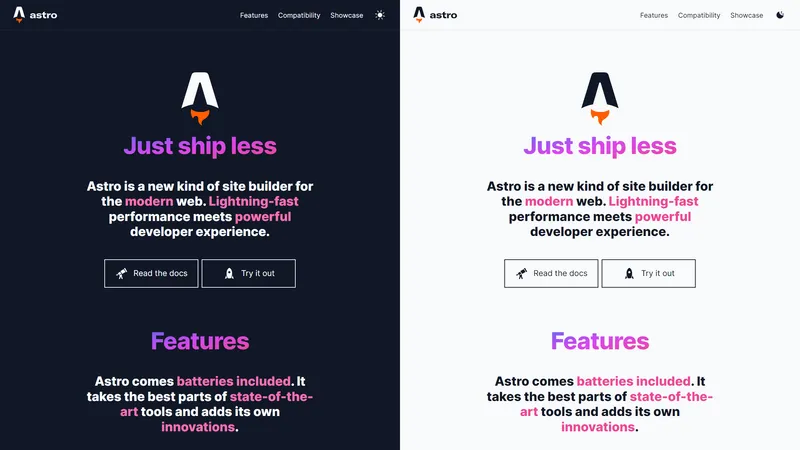 astro
Features Compatibility Showcase
Just ship less
Astro is a new kind of site builder for
the modern web. Lightning-fast
performance meets powerful
developer experience.
Read the docs
Try it out
Features
Astro comes batteries included. It
takes the best parts of state-of-the-
art tools and adds its own
innovations.
astro
Features Compatibility Showcase
Just ship less
Astro is a new kind of site builder for
the modern web. Lightning-fast
performance meets powerful
developer experience.
Read the docs
Try it out
Features
Astro comes batteries included. It
takes the best parts of state-of-the-
art tools and adds its own
innovations.